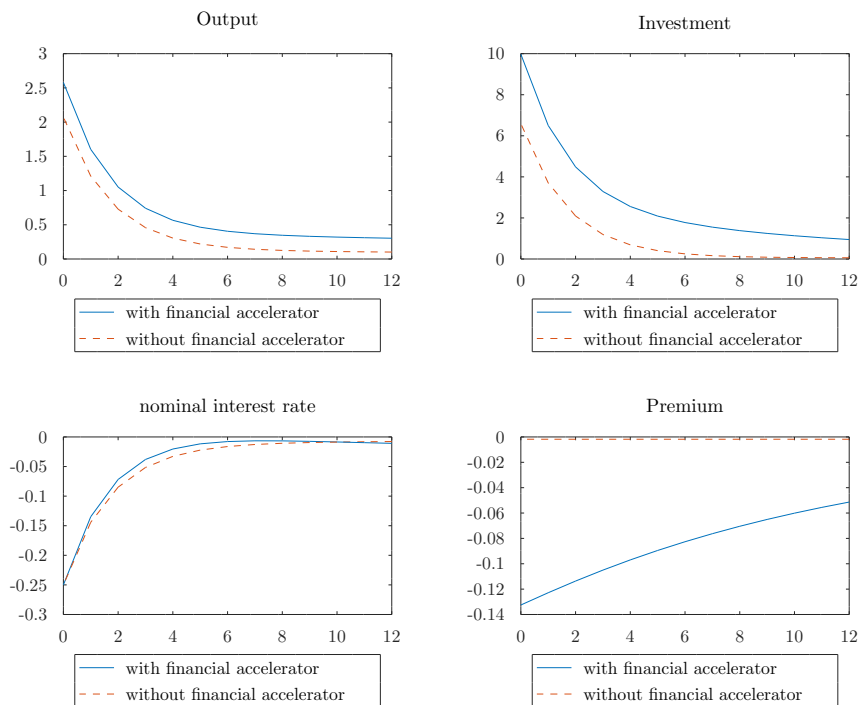 Output
3
2.5
2
1.5
1
0.5
0
0 2 4 6 8 10 12
with financial accelerator
without financial accelerator
Investment
10
8
6
4
2
0
0 2 4 6 8 10 12
with financial accelerator
without financial accelerator
nominal interest rate
0
-0.05
-0.1
-0.15
-0.2
-0.25
-0.3
0 2 4 6 8 10 12
with financial accelerator
without financial accelerator
Premium
0
-0.02
-0.04
-0.06
-0.08
-0.1
-0.12
-0.14
0 2 4 6 8 10 12
with financial accelerator
without financial accelerator